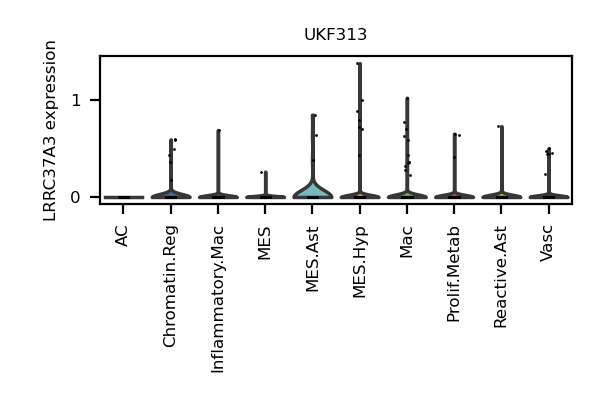 UKF313
LRRC37A3 expression
1
0
AC
Chromatin.Reg
Inflammatory.Mac
MES
MES.Ast
MES.Hyp
Mac
Prolif.Metab
Reactive.Ast
Vasc